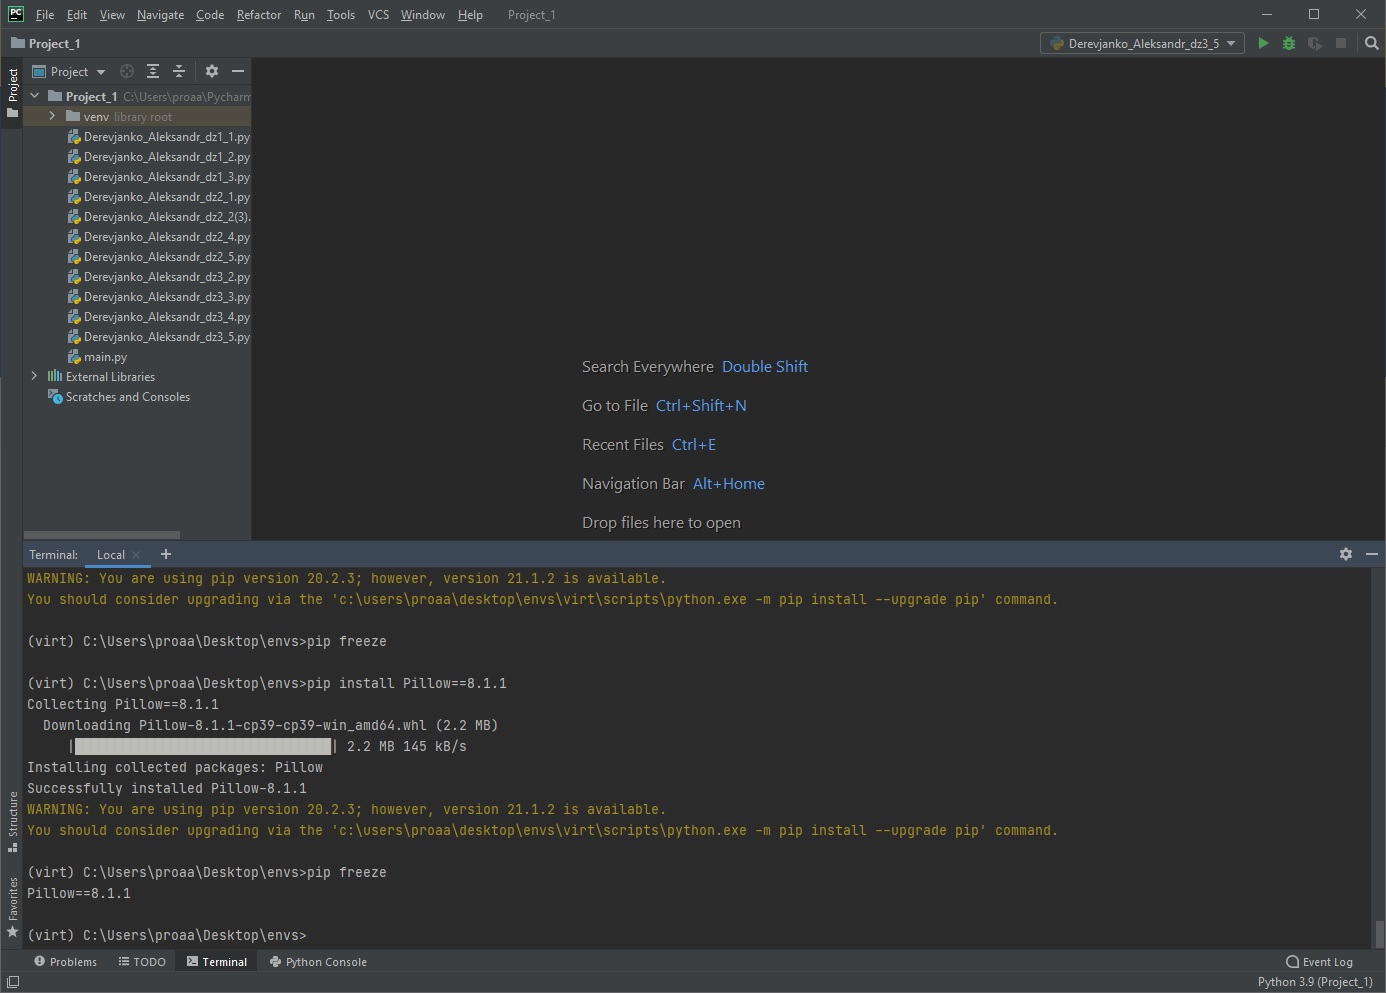 PC File Edit View Navigate Code Refactor Run Tools VCS Window Help Project_1
Project_1 Derevjanko_Aleksandr_dz3_5
Project
Project
Project_1 C:\Users\proaa\Pycharm
venv library root
Derevjanko_Aleksandr_dz1_1.py
Derevjanko_Aleksandr_dz1_2.py
Derevjanko_Aleksandr_dz1_3.py
Derevjanko_Aleksandr_dz2_1.py
Derevjanko_Aleksandr_dz2_2(3).
Derevjanko_Aleksandr_dz2_4.py
Derevjanko_Aleksandr_dz2_5.py
Derevjanko_Aleksandr_dz3_2.py
Derevjanko_Aleksandr_dz3_3.py
Derevjanko_Aleksandr_dz3_4.py
Derevjanko_Aleksandr_dz3_5.py
main.py
External Libraries
Scratches and Consoles
Search Everywhere Double Shift
Go to File Ctrl+Shift+N
Recent Files Ctrl+E
Navigation Bar Alt+Home
Drop files here to open
Terminal: Local
WARNING: You are using pip version 20.2.3; however, version 21.1.2 is available.
You should consider upgrading via the 'c:\users\proaa\desktop\envs\virt\scripts\python.exe -m pip install --upgrade pip' command.
(virt) C:\Users\proaa\Desktop\envs>pip freeze
(virt) C:\Users\proaa\Desktop\envs>pip install Pillow==8.1.1
Collecting Pillow==8.1.1
Downloading Pillow-8.1.1-cp39-cp39-win_amd64.whl (2.2 MB)
|████████████████████████████████| 2.2 MB 145 kB/s
Installing collected packages: Pillow
Successfully installed Pillow-8.1.1
WARNING: You are using pip version 20.2.3; however, version 21.1.2 is available.
You should consider upgrading via the 'c:\users\proaa\desktop\envs\virt\scripts\python.exe -m pip install --upgrade pip' command.
(virt) C:\Users\proaa\Desktop\envs>pip freeze
Pillow==8.1.1
(virt) C:\Users\proaa\Desktop\envs>
Structure
Favorites
Problems TODO Terminal Python Console Event Log
Python 3.9 (Project_1)